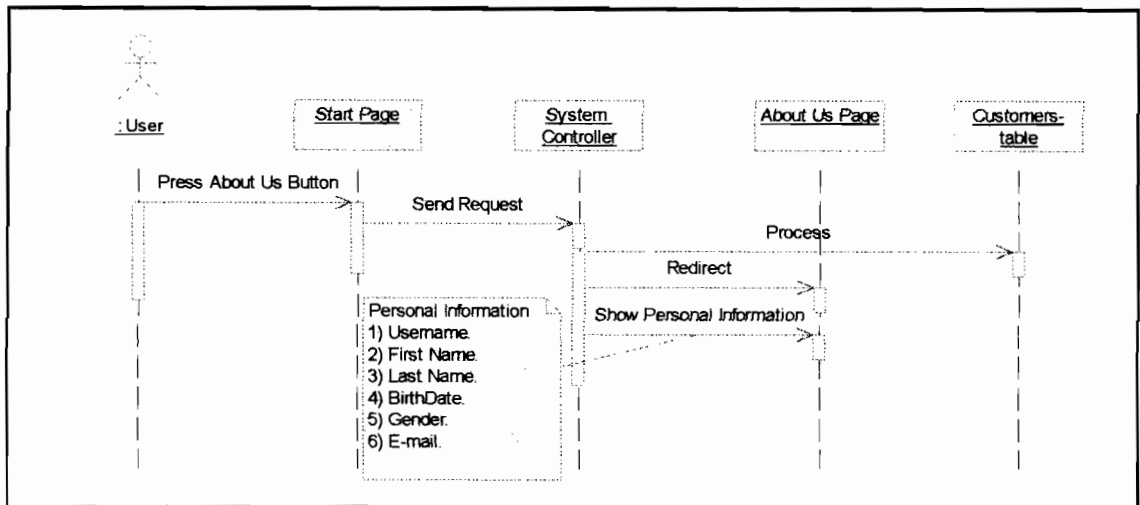 : User
Start Page
System
Controller
About Us Page
Customers-
table
Press About Us Button
Send Request
Process
Redirect
Show Personal Information
Personal Information
1) Username.
2) First Name.
3) Last Name.
4) BirthDate.
5) Gender.
6) E-mail.